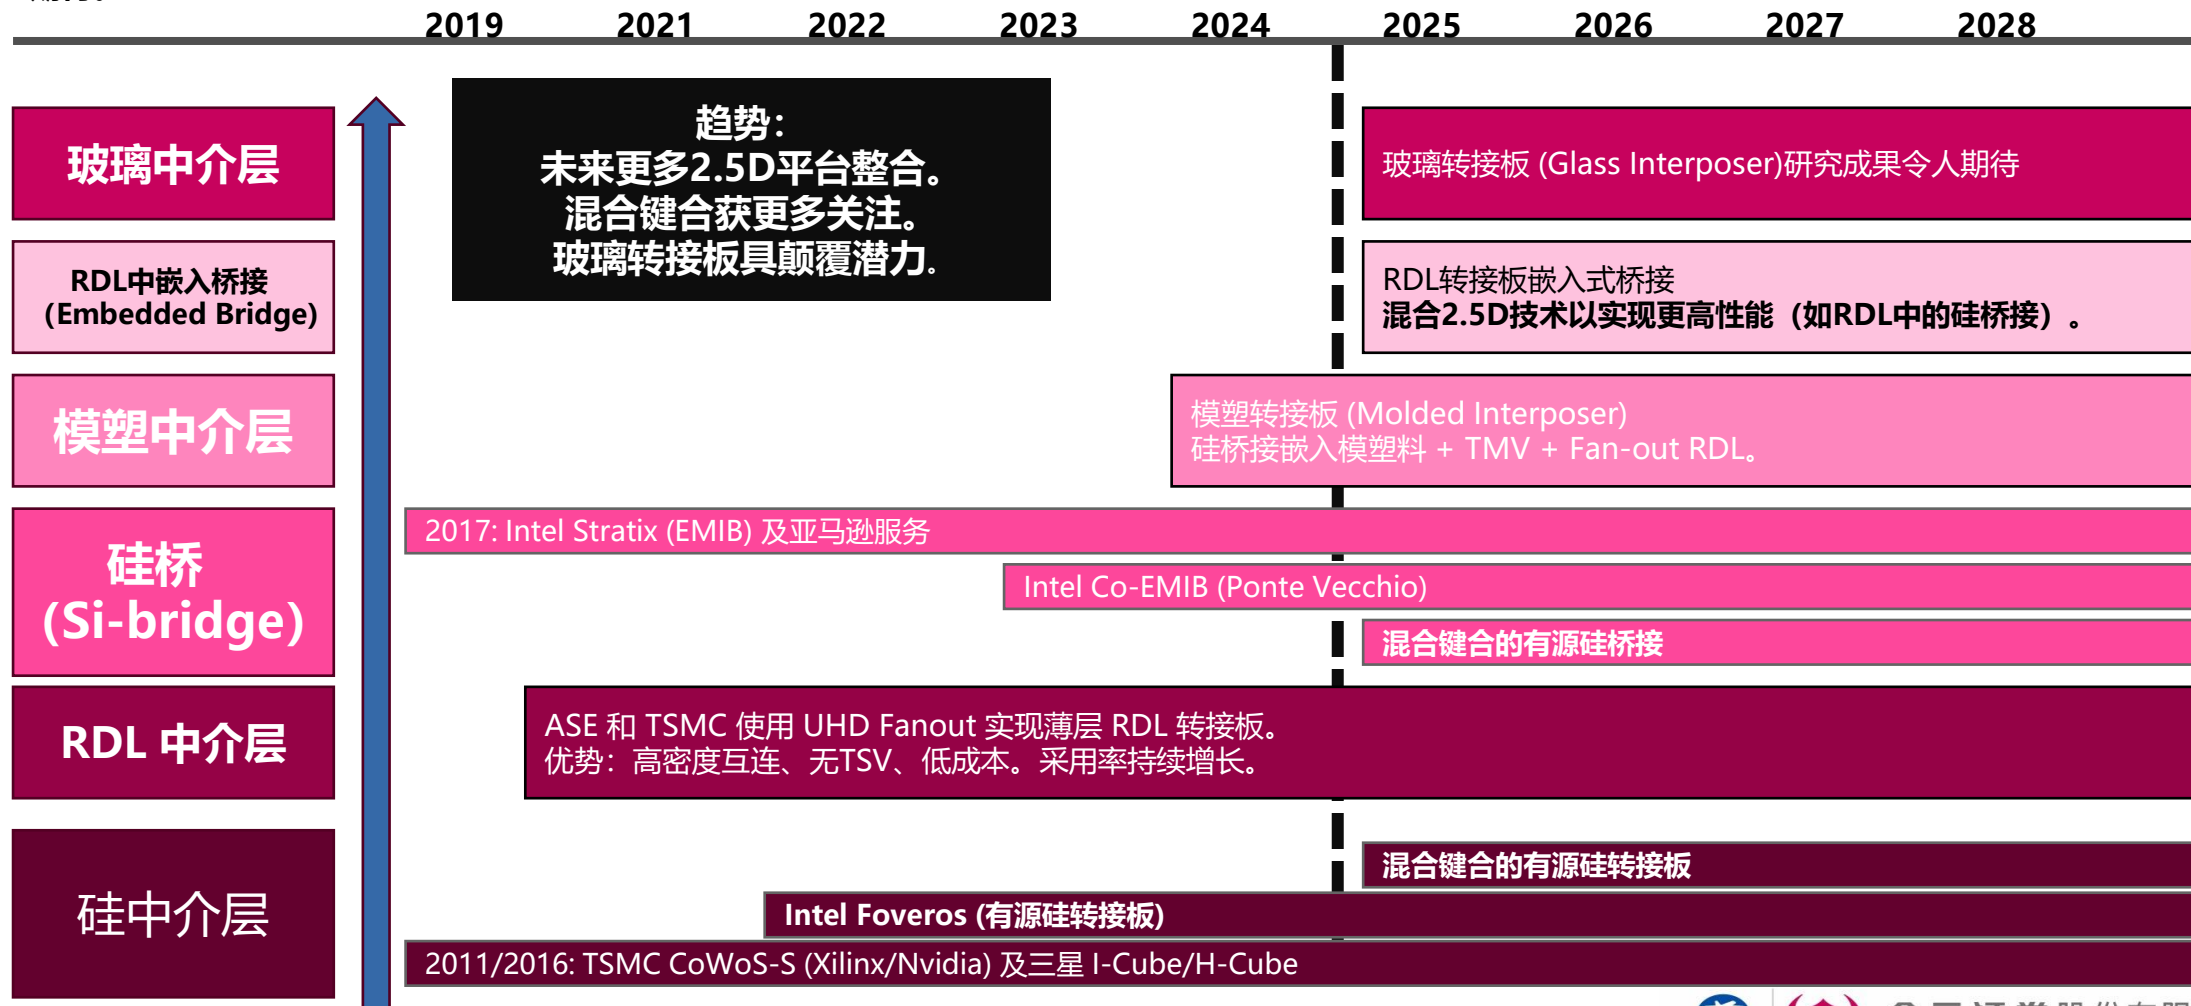 2019 2021 2022 2023 2024 2025 2026 2027 2028
趋势：
未来更多2.5D平台整合。
混合键合获更多关注。
玻璃转接板具颠覆潜力.
玻璃中介层
玻璃转接板 (Glass Interposer)研究成果令人期待
RDL中嵌入桥接
(Embedded Bridge)
RDL转接板嵌入式桥接
混合2.5D技术以实现更高性能（如RDL中的硅桥接）。
模塑中介层
模塑转接板 (Molded Interposer)
硅桥接嵌入模塑料 + TMV + Fan-out RDL。
硅桥
(Si-bridge)
2017: Intel Stratix (EMIB) 及亚马逊服务
Intel Co-EMIB (Ponte Vecchio)
混合键合的有源硅桥接
RDL 中介层
ASE 和 TSMC 使用 UHD Fanout 实现薄层 RDL 转接板。
优势：高密度互连、无TSV、低成本。采用率持续增长。
硅中介层
混合键合的有源硅转接板
Intel Foveros (有源硅转接板)
2011/2016: TSMC CoWoS-S (Xilinx/Nvidia) 及三星 I-Cube/H-Cube